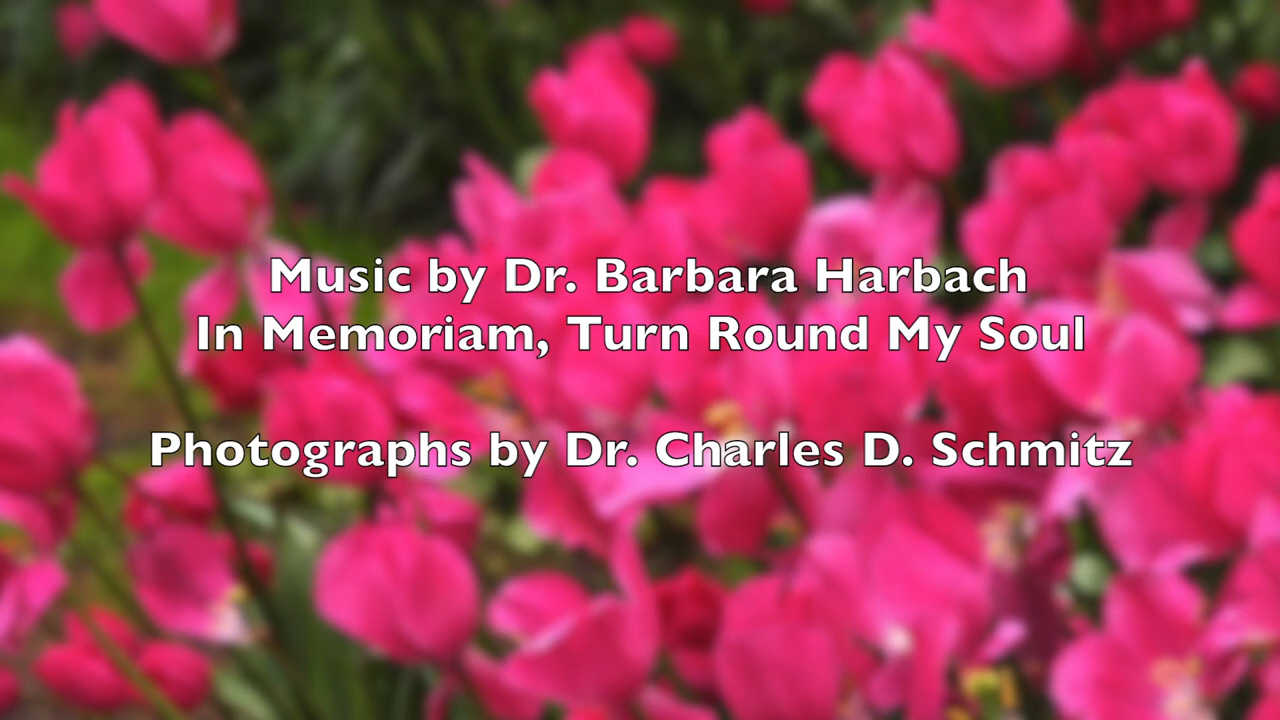 Music by Dr. Barbara Harbach
In Memoriam, Turn Round My Soul
Photographs by Dr. Charles D. Schmitz